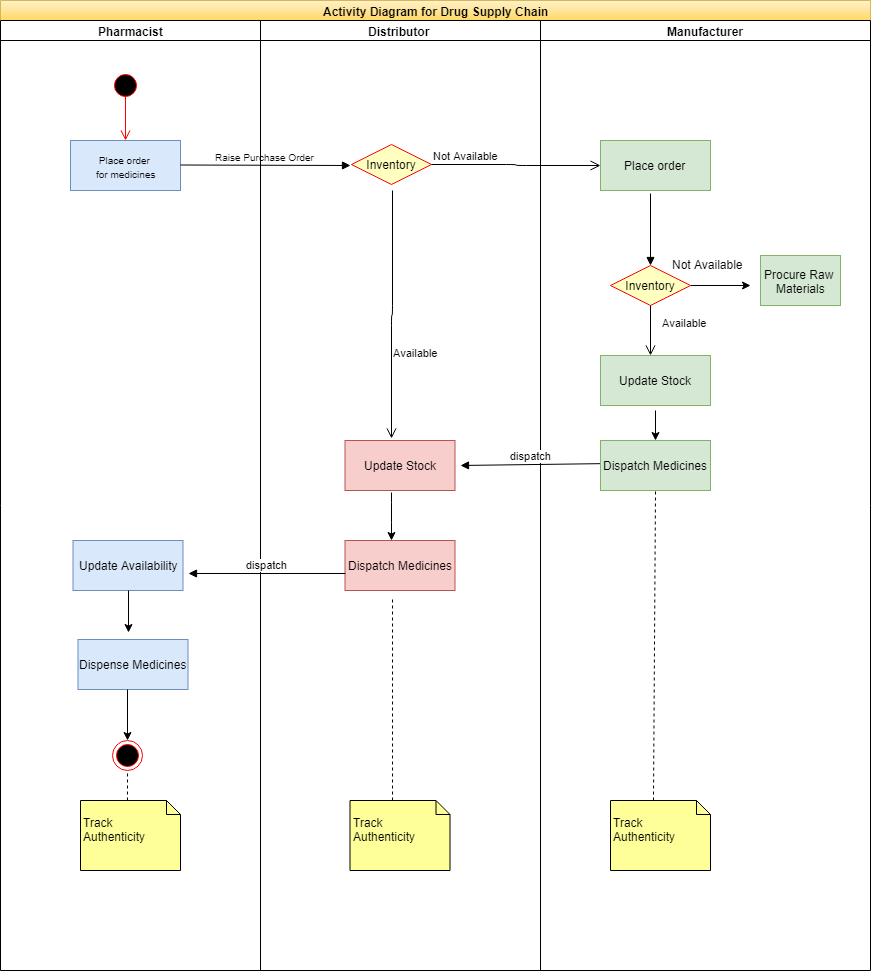 Activity Diagram for Drug Supply Chain
Pharmacist
Distributor
Manufacturer
Place order
for medicines
Raise Purchase Order
Inventory
Not Available
Place order
Not Available
Inventory
Procure Raw
Materials
Available
Available
Update Stock
Update Stock
dispatch
Dispatch Medicines
Update Availability
dispatch
Dispatch Medicines
Dispense Medicines
Track
Authenticity
Track
Authenticity
Track
Authenticity